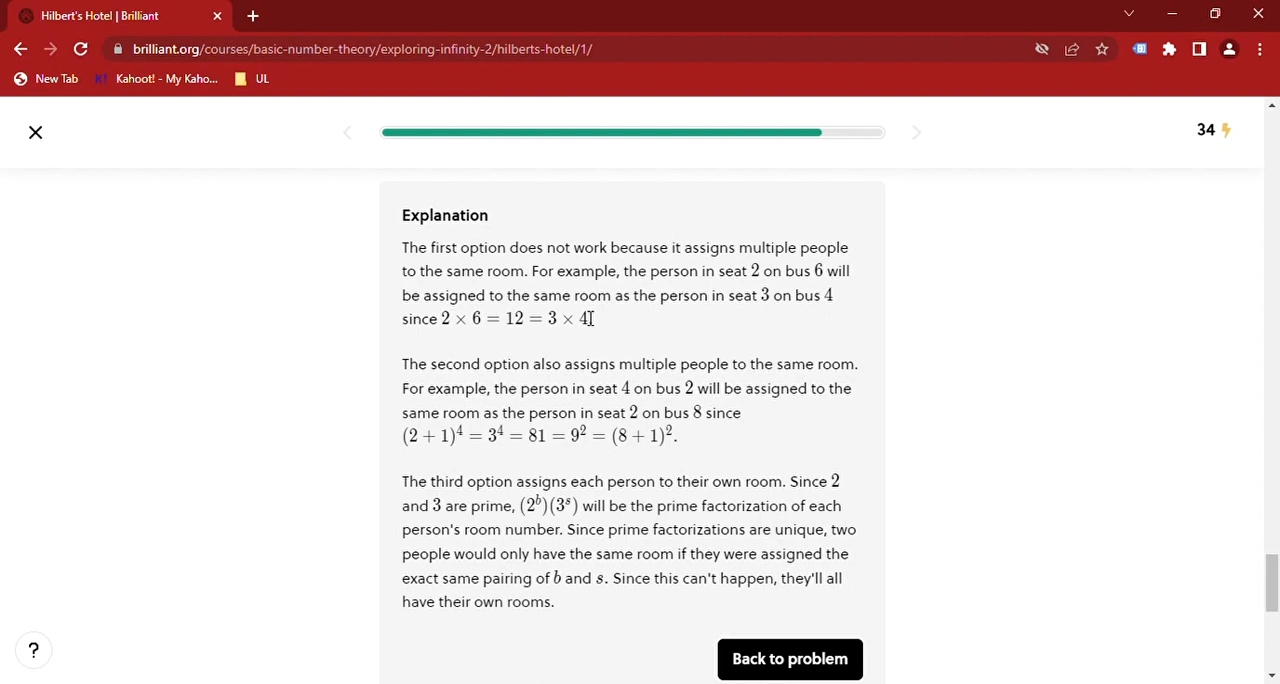 Hilbert's Hotel | Brilliant
brilliant.org/courses/basic-number-theory/exploring-infinity-2/hilberts-hotel/1/
New Tab K! Kahoot! - My Kaho... UL
34
Explanation
The first option does not work because it assigns multiple people
to the same room. For example, the person in seat 2 on bus 6 will
be assigned to the same room as the person in seat 3 on bus 4
since 2 × 6 = 12 = 3 × 4
The second option also assigns multiple people to the same room.
For example, the person in seat 4 on bus 2 will be assigned to the
same room as the person in seat 2 on bus 8 since
(2 + 1)⁴ = 3⁴ = 81 = 9² = (8 + 1)².
The third option assigns each person to their own room. Since 2
and 3 are prime, (2ᵇ)(3ˢ) will be the prime factorization of each
person's room number. Since prime factorizations are unique, two
people would only have the same room if they were assigned the
exact same pairing of b and s. Since this can't happen, they'll all
have their own rooms.
? Back to problem